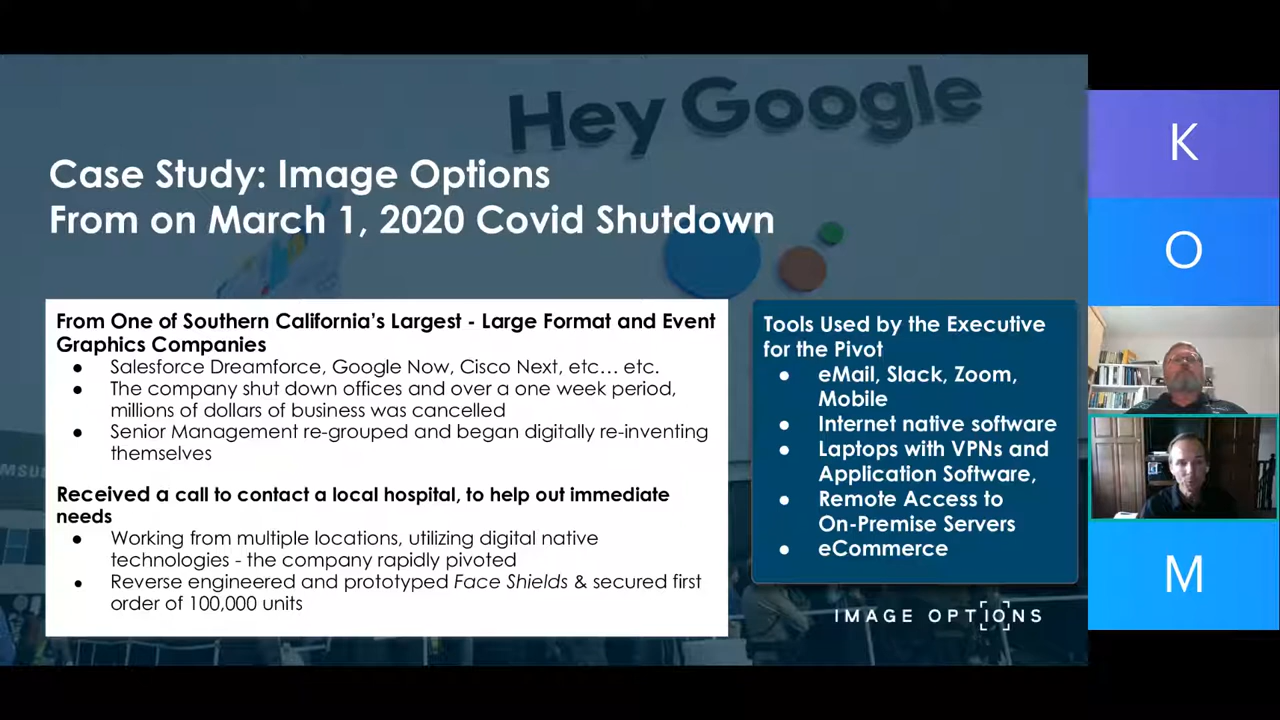 Hey Google
Case Study: Image Options
From on March 1, 2020 Covid Shutdown
From One of Southern California's Largest - Large Format and Event
Graphics Companies
● Salesforce Dreamforce, Google Now, Cisco Next, etc... etc.
● The company shut down offices and over a one week period,
millions of dollars of business was cancelled
● Senior Management re-grouped and began digitally re-inventing
themselves
Received a call to contact a local hospital, to help out immediate
needs
● Working from multiple locations, utilizing digital native
technologies - the company rapidly pivoted
● Reverse engineered and prototyped Face Shields & secured first
order of 100,000 units
Tools Used by the Executive
for the Pivot
● eMail, Slack, Zoom,
Mobile
● Internet native software
● Laptops with VPNs and
Application Software,
● Remote Access to
On-Premise Servers
● eCommerce
IMAGE OPTIONS
K
O
M